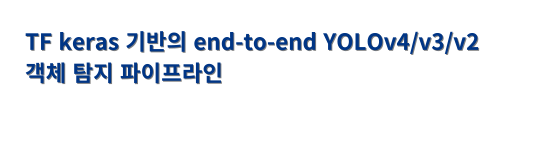 TF keras 기반의 end-to-end YOLOv4/v3/v2
객체 탐지 파이프라인